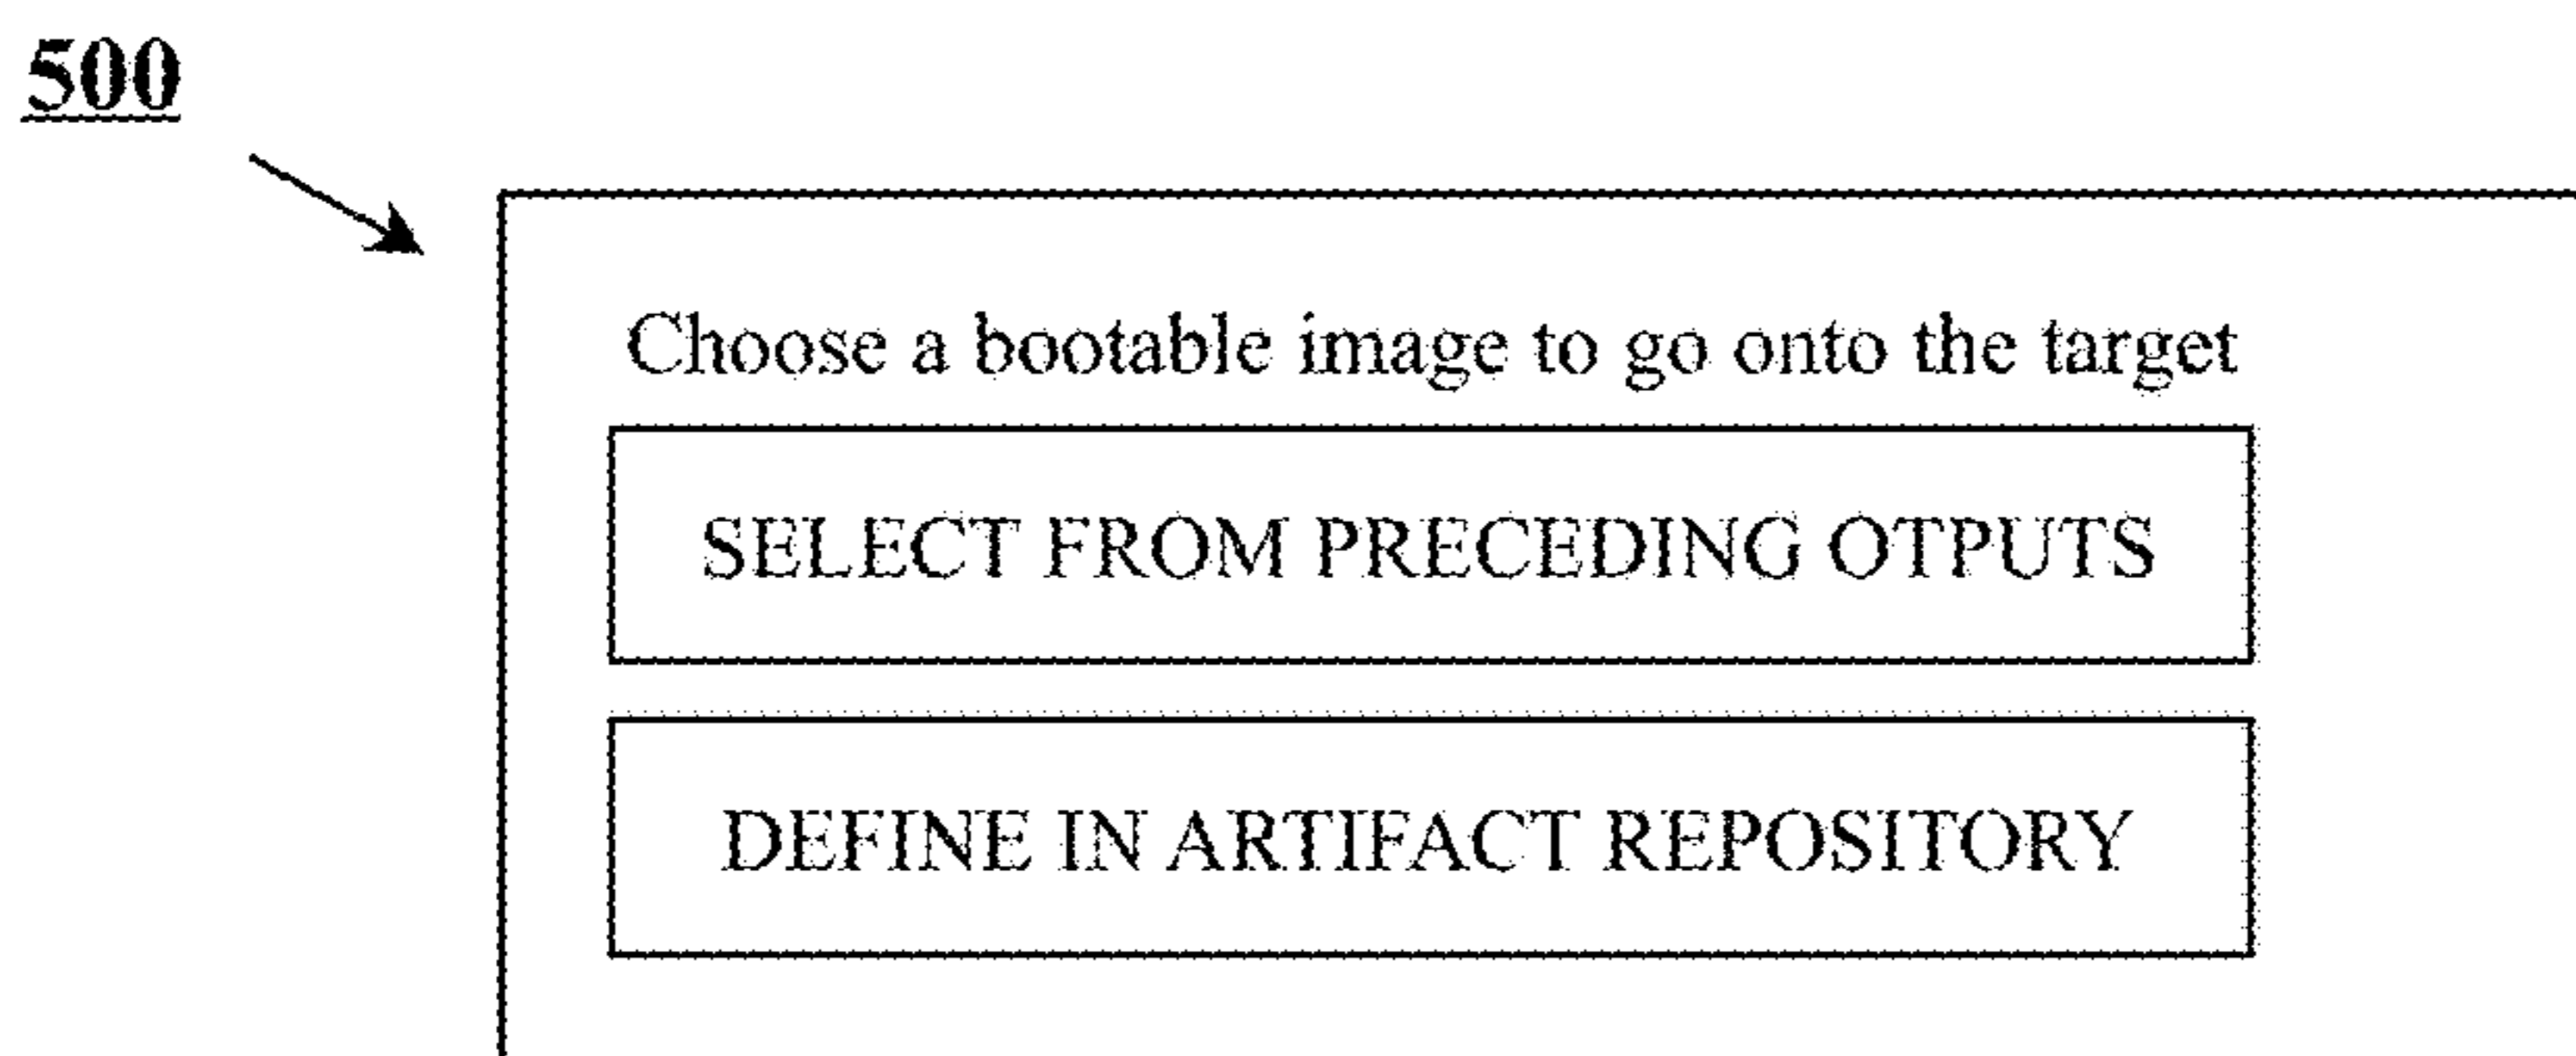 500
Choose a bootable image to go onto the target
SELECT FROM PRECEDING OTPUTS
DEFINE IN ARTIFACT REPOSITORY